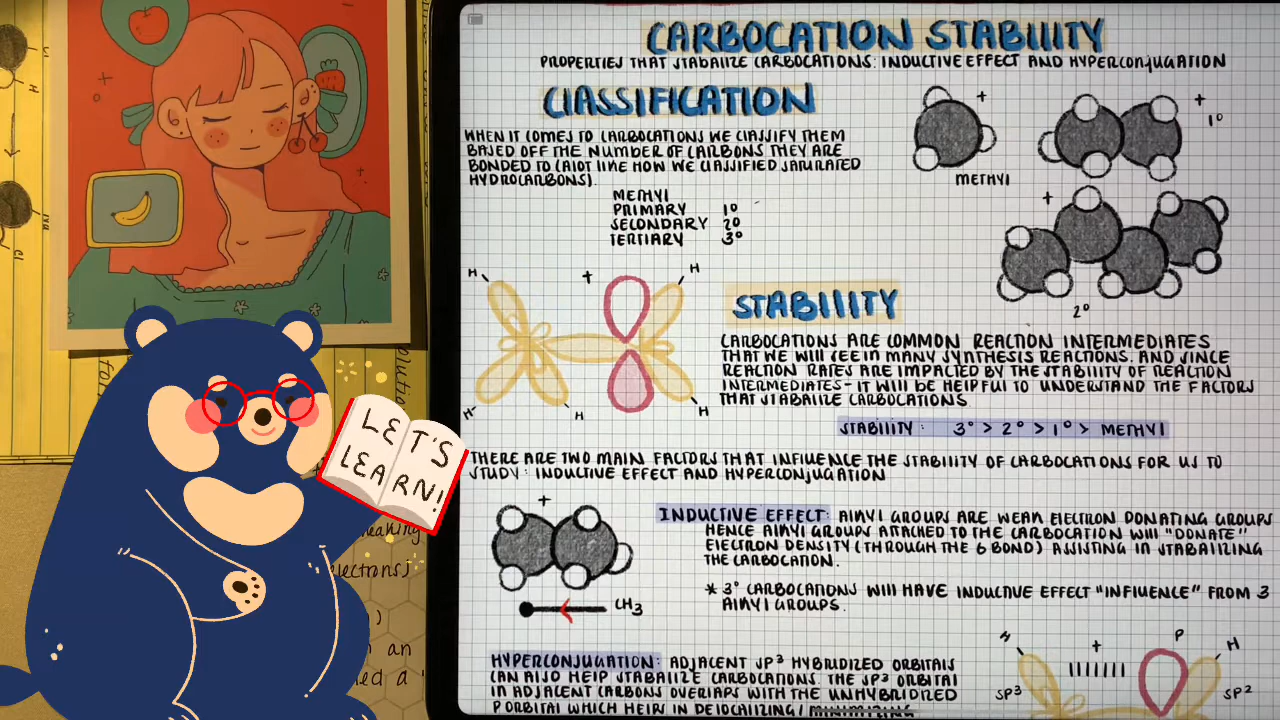 CARBOCATION STABILITY
PROPERTIES THAT STABALIZE CARBOCATIONS: INDUCTIVE EFFECT AND HYPERCONJUGATION
CLASSIFICATION
WHEN IT COMES TO CARBOCATIONS WE CLASSIFY THEM
BASED OFF THE NUMBER OF CARBONS THEY ARE
BONDED TO (ALOT LIKE HOW WE CLASSIFIED SATURATED
HYDROCARBONS).
METHYL
PRIMARY 1°
SECONDARY 2°
TERTIARY 3°
+
METHYL
+
1°
+
2°
H
+
H
H
H
H
STABILITY
CARBOCATIONS ARE COMMON REACTION INTERMEDIATES
THAT WE WILL SEE IN MANY SYNTHESIS REACTIONS. AND SINCE
REACTION RATES ARE IMPACTED BY THE STABILITY OF REACTION
INTERMEDIATES - IT WILL BE HELPFUL TO UNDERSTAND THE FACTORS
THAT STABALIZE CARBOCATIONS
STABILITY: 3° > 2° > 1° > METHYL
THERE ARE TWO MAIN FACTORS THAT INFLUENCE THE STABILITY OF CARBOCATIONS FOR US TO
STUDY: INDUCTIVE EFFECT AND HYPERCONJUGATION
+
CH3
INDUCTIVE EFFECT: ALKYL GROUPS ARE WEAK ELECTRON DONATING GROUPS
HENCE ALKYL GROUPS ATTACHED TO THE CARBOCATION WILL "DONATE"
ELECTRON DENSITY (THROUGH THE б BOND) ASSISTING IN STABALIZING
THE CARBOCATION.
* 3° CARBOCATIONS WILL HAVE INDUCTIVE EFFECT "INFLUENCE" FROM 3
ALKYL GROUPS.
HYPERCONJUGATION: ADJACENT SP³ HYBRIDIZED ORBITALS
CAN ALSO HELP STABALIZE CARBOCATIONS. THE SP³ ORBITAL
IN ADJACENT CARBONS OVERLAPS WITH THE UNHYBRIDIZED
P ORBITAL WHICH HELPS IN DELOCALIZING/
H
+
P
H
SP³
SP²
LET'S
LEARN!
H
Cl
electrons)
an